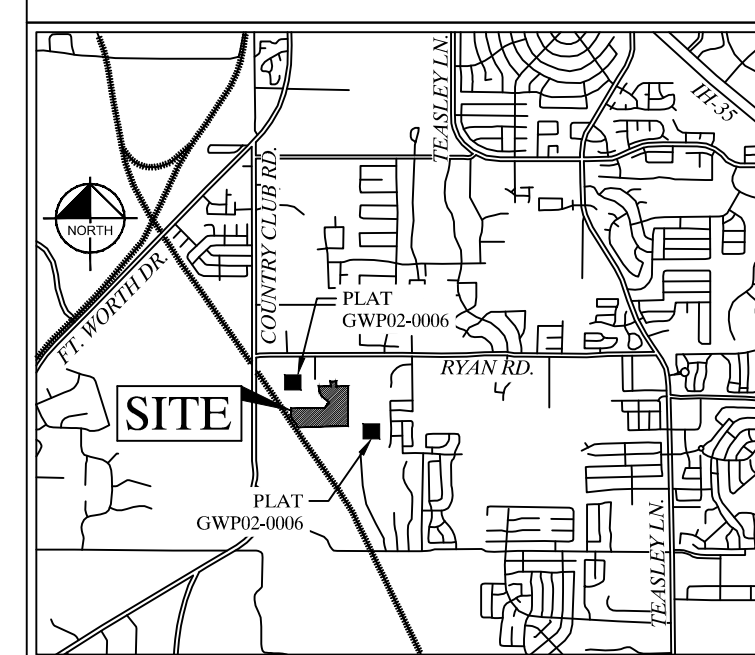 TEASLEY LN.
IH-35
NORTH
COUNTRY CLUB RD.
FT. WORTH DR.
PLAT
GWP02-0006
RYAN RD.
SITE
PLAT
GWP02-0006
TEASLEY LN.